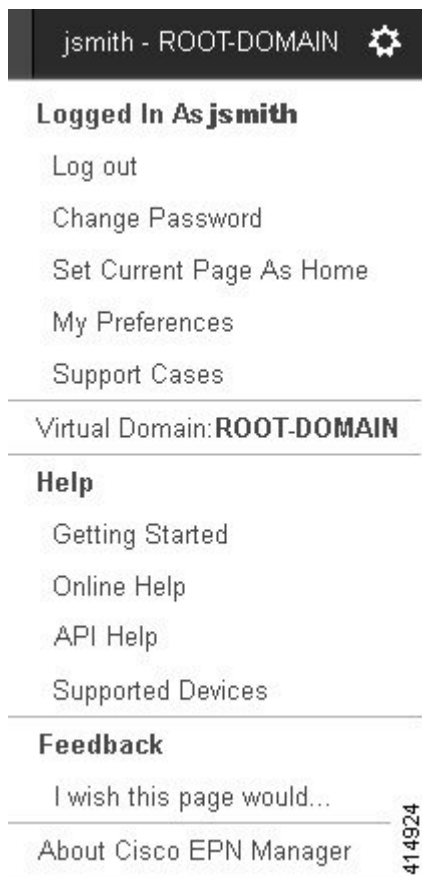 jsmith - ROOT-DOMAIN
Logged In As jsmith
Log out
Change Password
Set Current Page As Home
My Preferences
Support Cases
Virtual Domain: ROOT-DOMAIN
Help
Getting Started
Online Help
API Help
Supported Devices
Feedback
I wish this page would...
About Cisco EPN Manager
414924